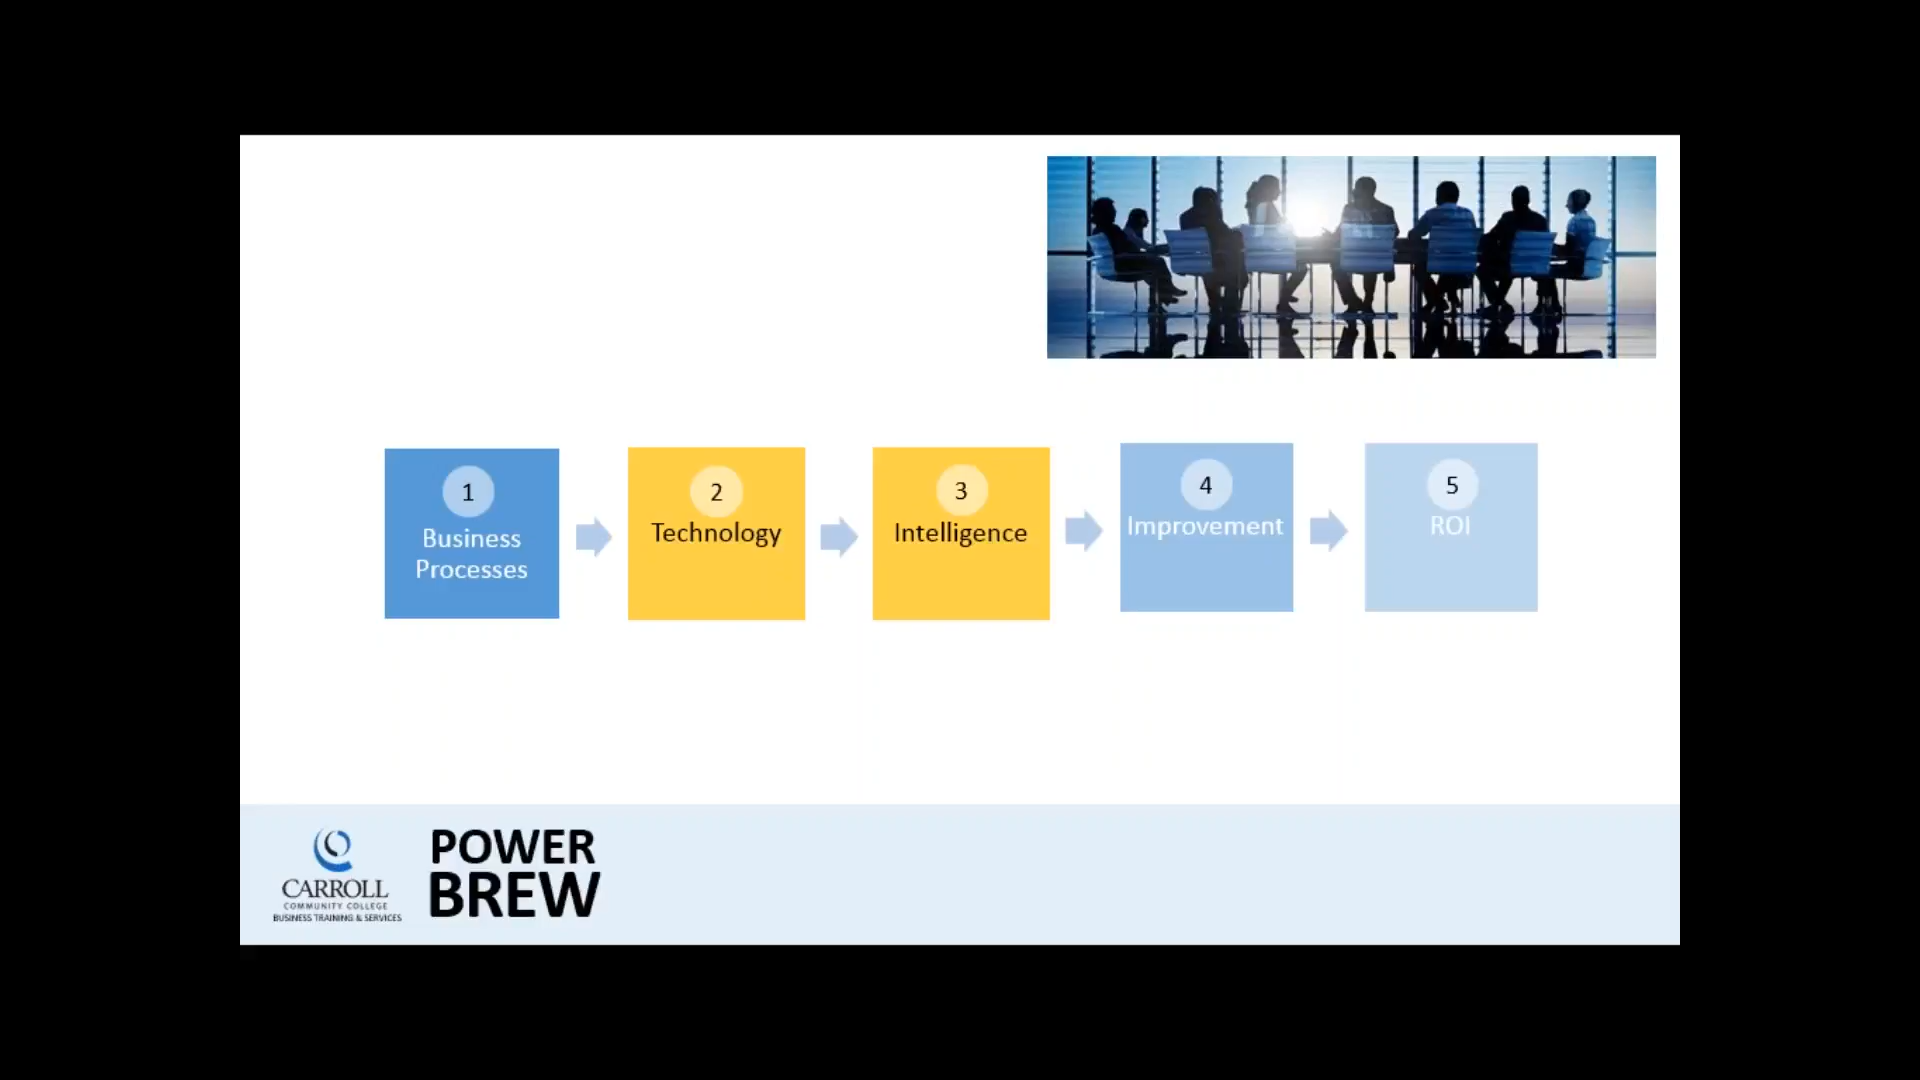 1
Business
Processes
2
Technology
3
Intelligence
4
Improvement
5
ROI
CARROLL
COMMUNITY COLLEGE
BUSINESS TRAINING & SERVICES
POWER
BREW